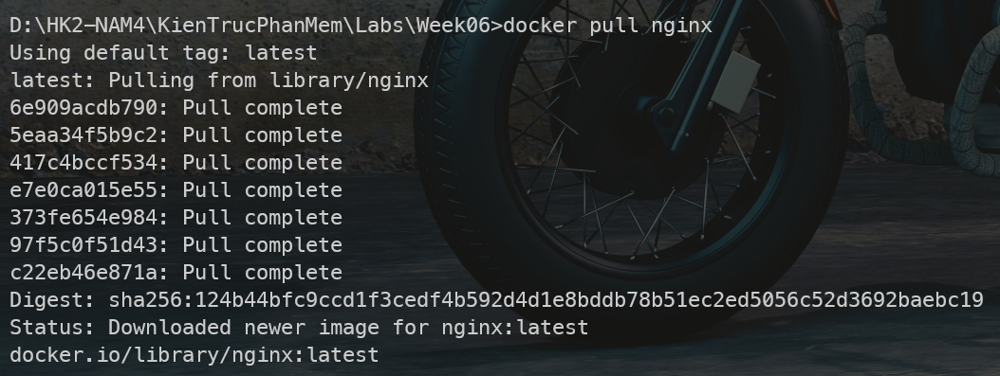 D:\HK2-NAM4\KienTrucPhanMem\Labs\Week06>docker pull nginx
Using default tag: latest
latest: Pulling from library/nginx
6e909acdb790: Pull complete
5eaa34f5b9c2: Pull complete
417c4bccf534: Pull complete
e7e0ca015e55: Pull complete
373fe654e984: Pull complete
97f5c0f51d43: Pull complete
c22eb46e871a: Pull complete
Digest: sha256:124b44bfc9ccd1f3cedf4b592d4d1e8bddb78b51ec2ed5056c52d3692baebc19
Status: Downloaded newer image for nginx:latest
docker.io/library/nginx:latest